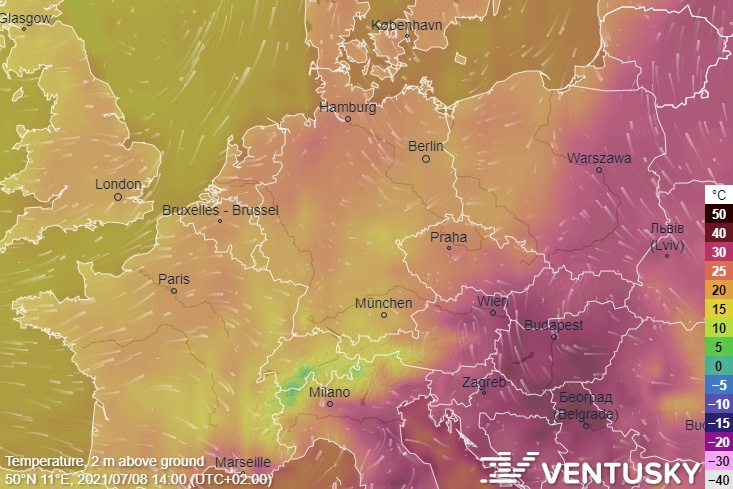 Glasgow
København
Hamburg
Berlin
Warszawa
London
Bruxelles - Brussel
Львів
(Lviv)
Praha
Paris
München
Wien
Budapest
Milano
Zagreb
Београд
(Belgrade)
Marseille
°C
50
40
30
25
20
15
10
5
0
−5
−10
−15
−20
−30
−40
Temperature, 2 m above ground
50°N 11°E, 2021/07/08 14:00 (UTC+02:00)
VENTUSKY